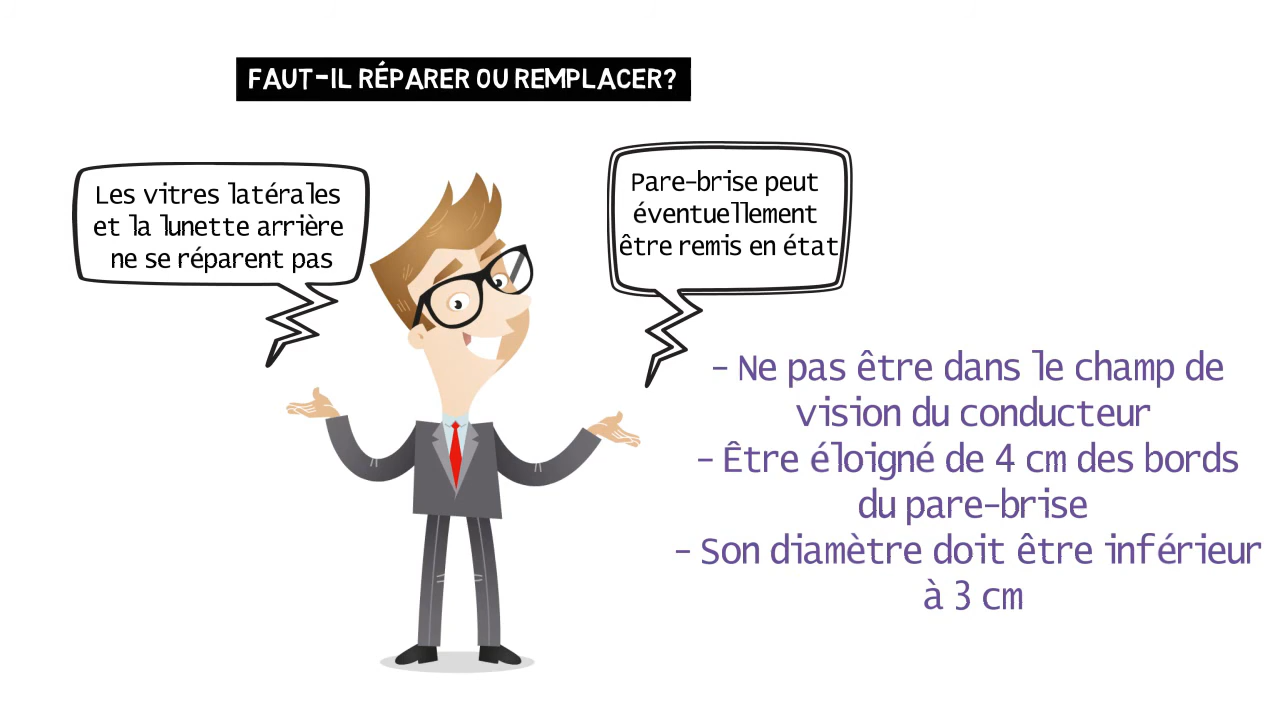 FAUT-IL RÉPARER OU REMPLACER?
Les vitres latérales
et la lunette arrière
ne se réparent pas
Pare-brise peut
éventuellement
être remis en état
- Ne pas être dans le champ de
vision du conducteur
- Être éloigné de 4 cm des bords
du pare-brise
- Son diamètre doit être inférieur
à 3 cm